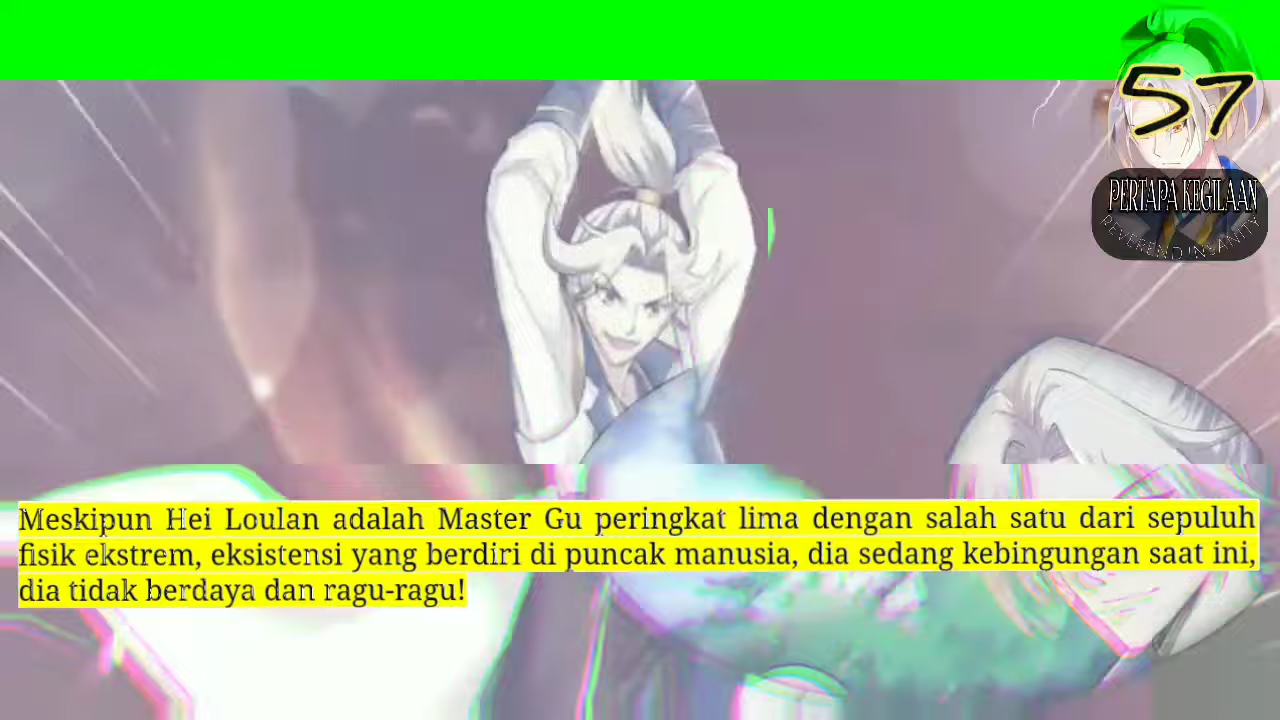 57
PERTAPA KEGILAAN
REVEREND INSANITY
Meskipun Hei Loulan adalah Master Gu peringkat lima dengan salah satu dari sepuluh
fisik ekstrem, eksistensi yang berdiri di puncak manusia, dia sedang kebingungan saat ini,
dia tidak berdaya dan ragu-ragu!